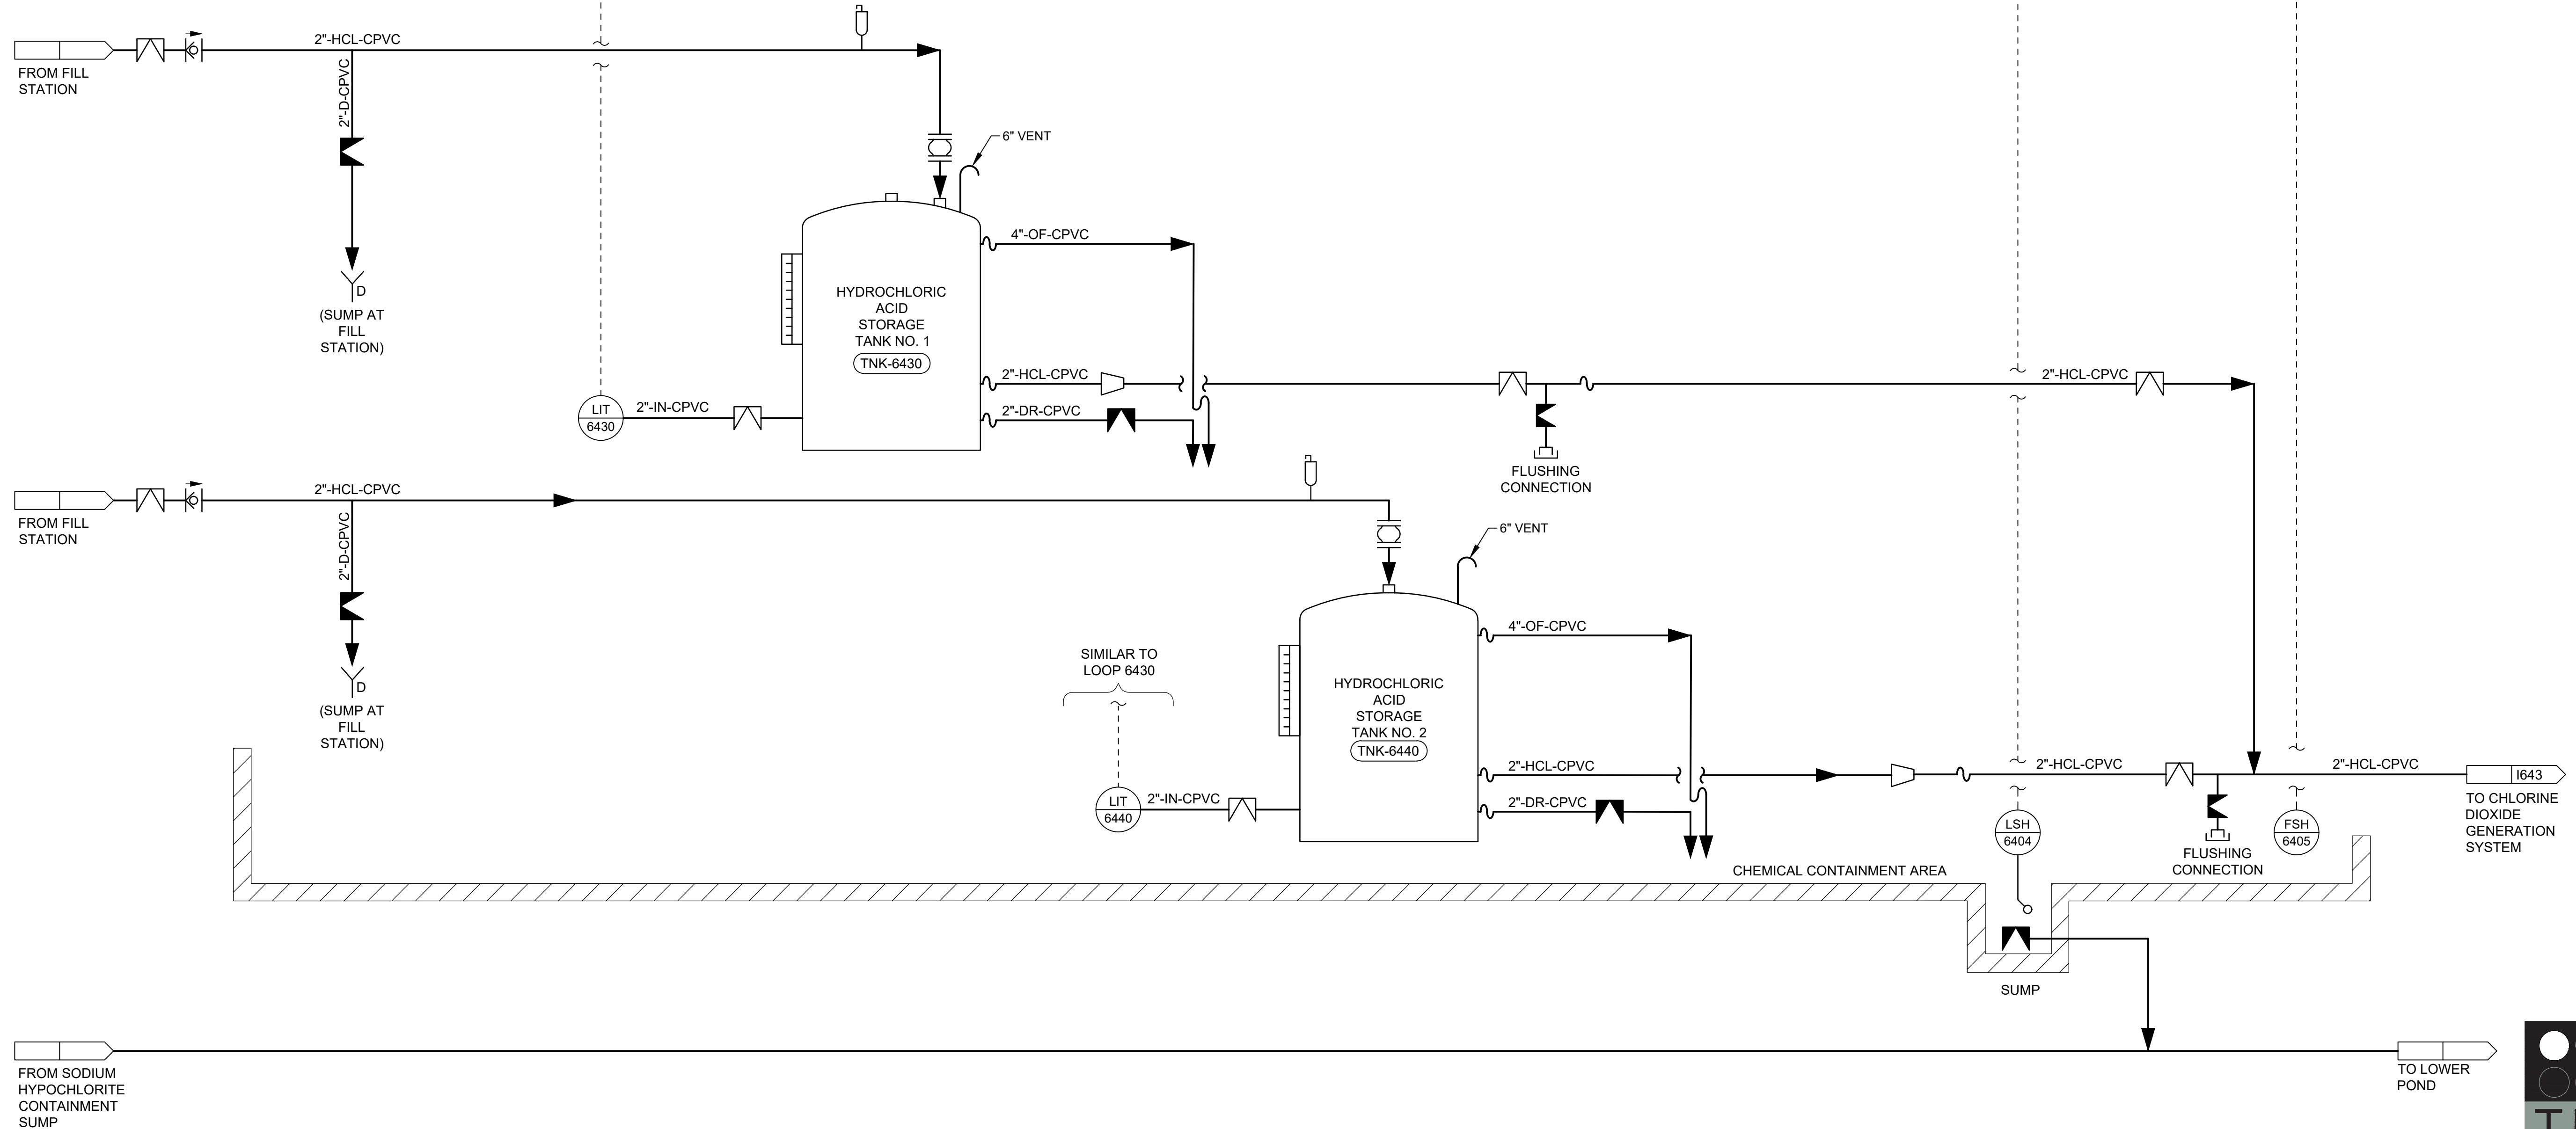 2"-HCL-CPVC
FROM FILL
STATION
2"-D-CPVC
D
(SUMP AT
FILL
STATION)
6" VENT
4"-OF-CPVC
HYDROCHLORIC
ACID
STORAGE
TANK NO. 1
TNK-6430
2"-HCL-CPVC
2"-DR-CPVC
LIT
6430
2"-IN-CPVC
FLUSHING
CONNECTION
2"-HCL-CPVC
2"-HCL-CPVC
FROM FILL
STATION
2"-D-CPVC
D
(SUMP AT
FILL
STATION)
6" VENT
SIMILAR TO
LOOP 6430
4"-OF-CPVC
HYDROCHLORIC
ACID
STORAGE
TANK NO. 2
TNK-6440
2"-HCL-CPVC
2"-DR-CPVC
LIT
6440
2"-IN-CPVC
2"-HCL-CPVC
2"-HCL-CPVC
I643
TO CHLORINE
DIOXIDE
GENERATION
SYSTEM
LSH
6404
FSH
6405
FLUSHING
CONNECTION
CHEMICAL CONTAINMENT AREA
SUMP
FROM SODIUM
HYPOCHLORITE
CONTAINMENT
SUMP
TO LOWER
POND